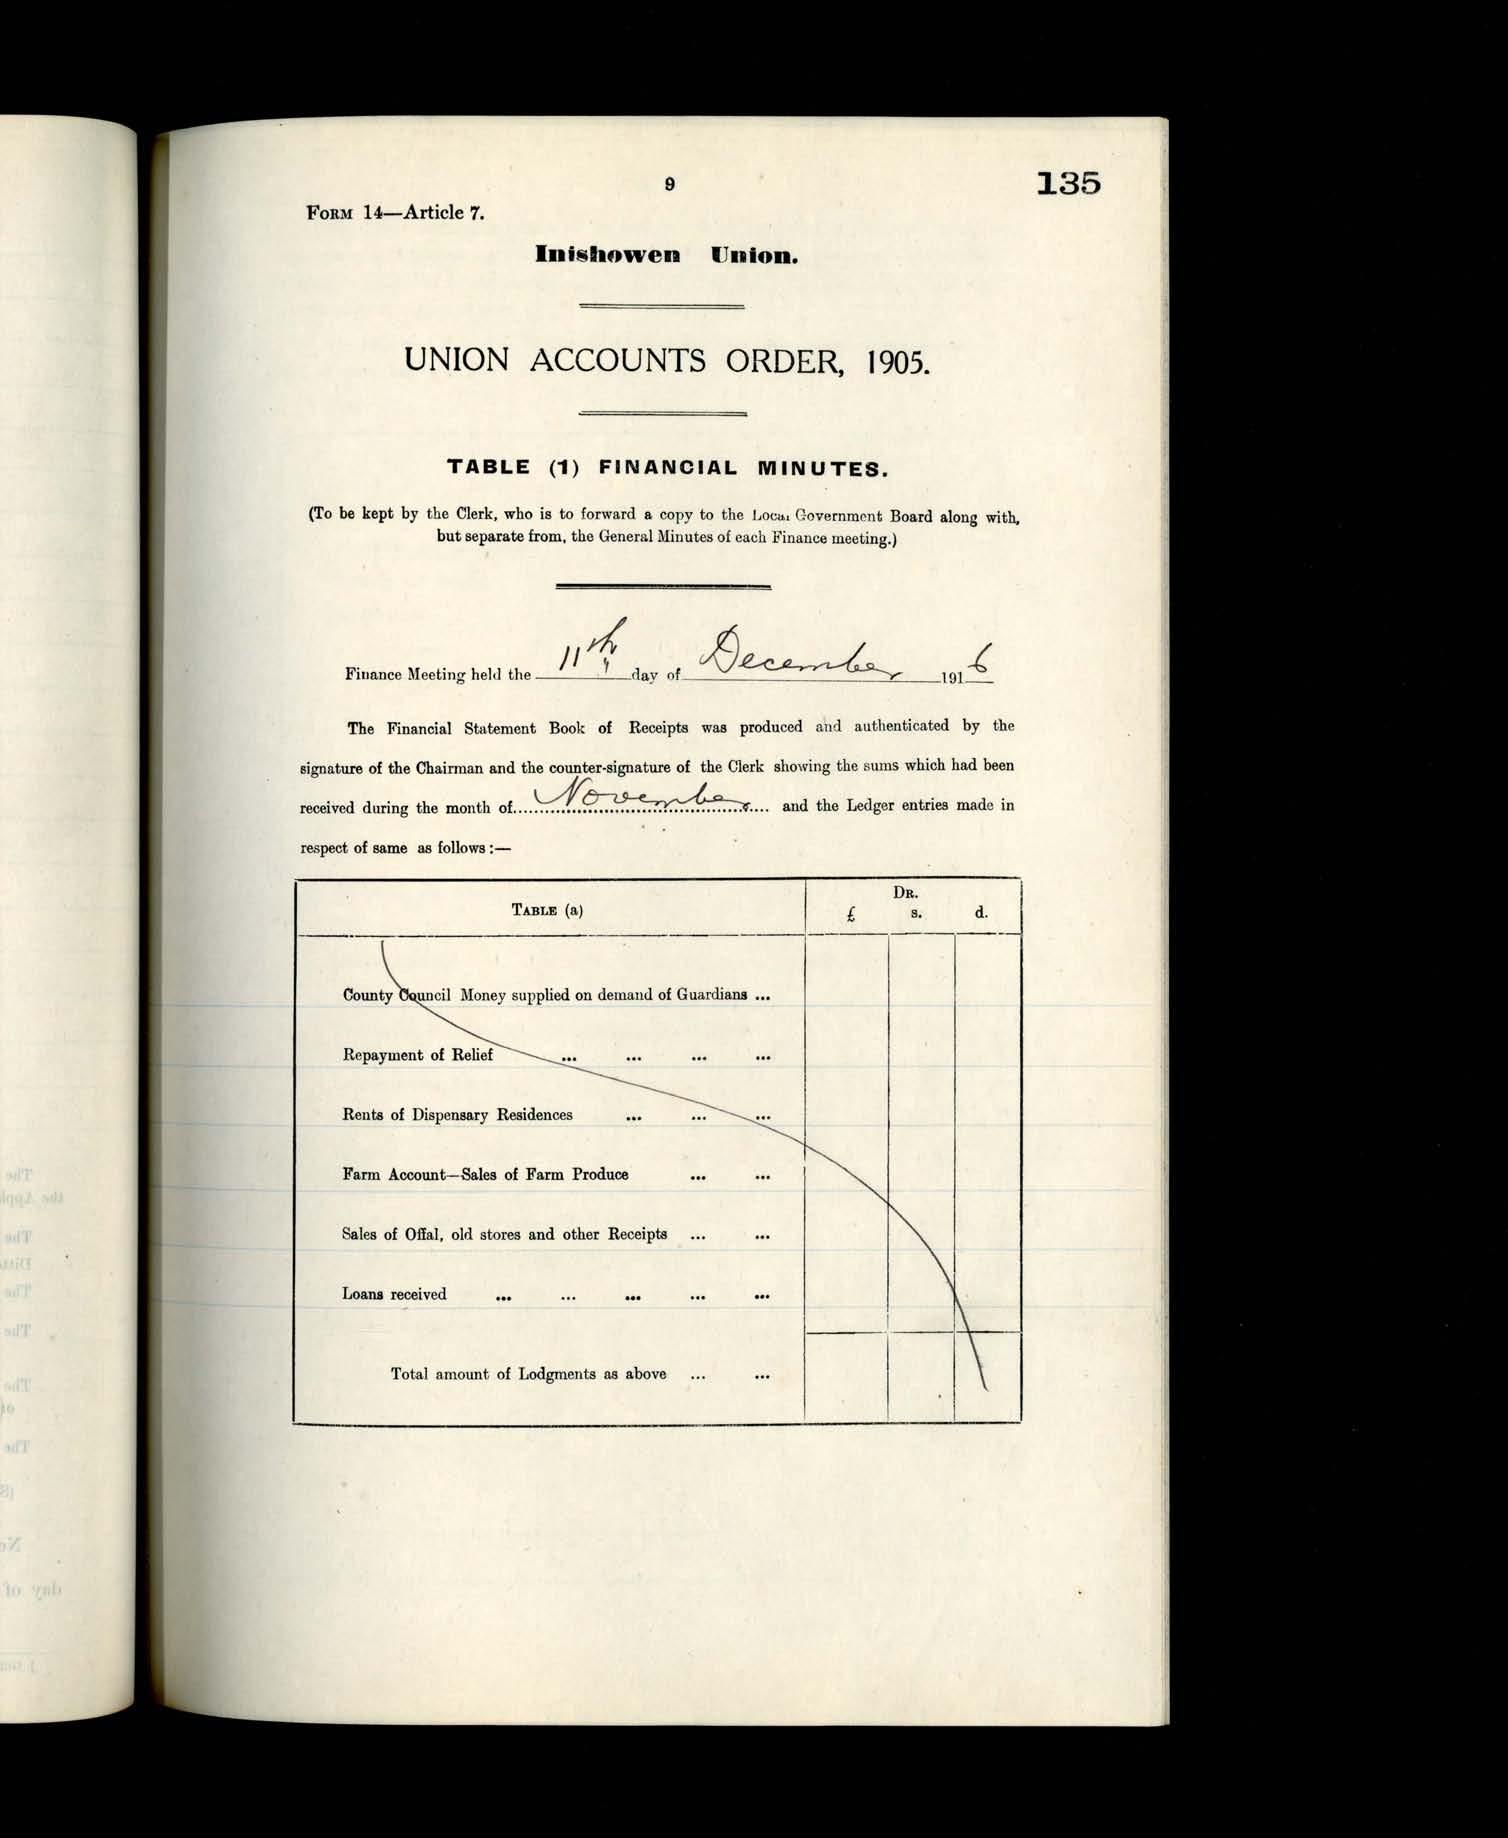 9
135
Form 14—Article 7.
Inishowen Union.
UNION ACCOUNTS ORDER, 1905.
TABLE (1) FINANCIAL MINUTES.
(To be kept by the Clerk, who is to forward a copy to the Local Government Board along with,
but separate from, the General Minutes of each Finance meeting.)
Finance Meeting held the 11th day of December 1916
The Financial Statement Book of Receipts was produced and authenticated by the
signature of the Chairman and the counter-signature of the Clerk showing the sums which had been
received during the month of November and the Ledger entries made in
respect of same as follows:—
Table (a)
Dr.
£ s. d.
County Council Money supplied on demand of Guardians ...
Repayment of Relief ... ... ... ...
Rents of Dispensary Residences ... ... ...
Farm Account—Sales of Farm Produce ... ...
Sales of Offal, old stores and other Receipts ... ...
Loans received ... ... ... ... ...
Total amount of Lodgments as above ... ...